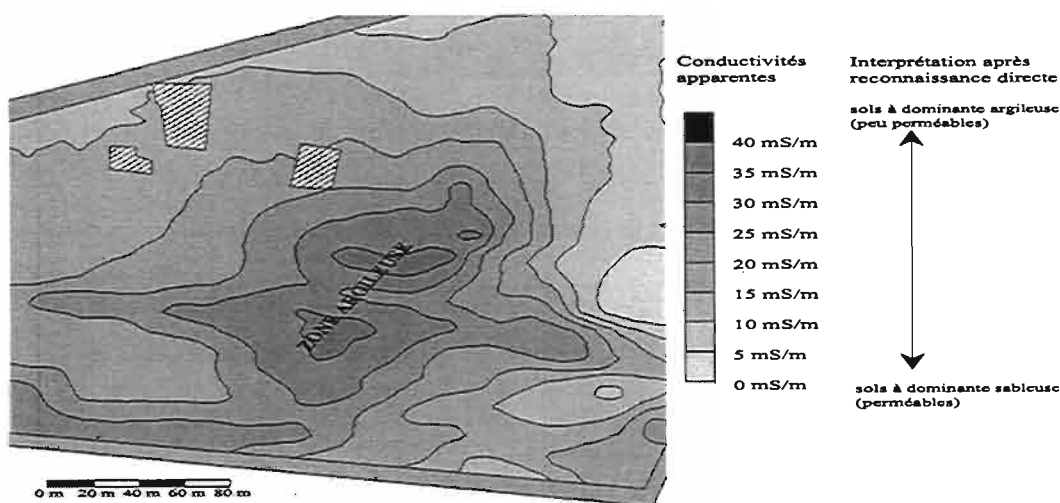 Conductivités
apparentes
Interprétation après
reconnaissance directe
sols à dominante argileuse
(peu perméables)
40 mS/m
35 mS/m
30 mS/m
25 mS/m
20 mS/m
15 mS/m
10 mS/m
5 mS/m
0 mS/m
sols à dominante sableuse
(perméables)
ZONE ARGILEUSE
0 m 20 m 40 m 60 m 80 m